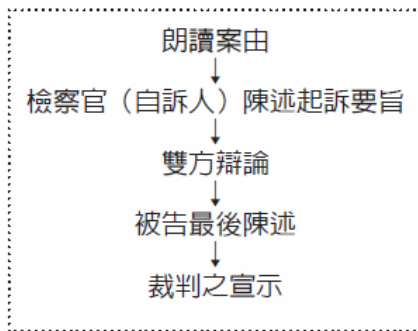 朗讀案由
檢察官（自訴人）陳述起訴要旨
雙方辯論
被告最後陳述
裁判之宣示